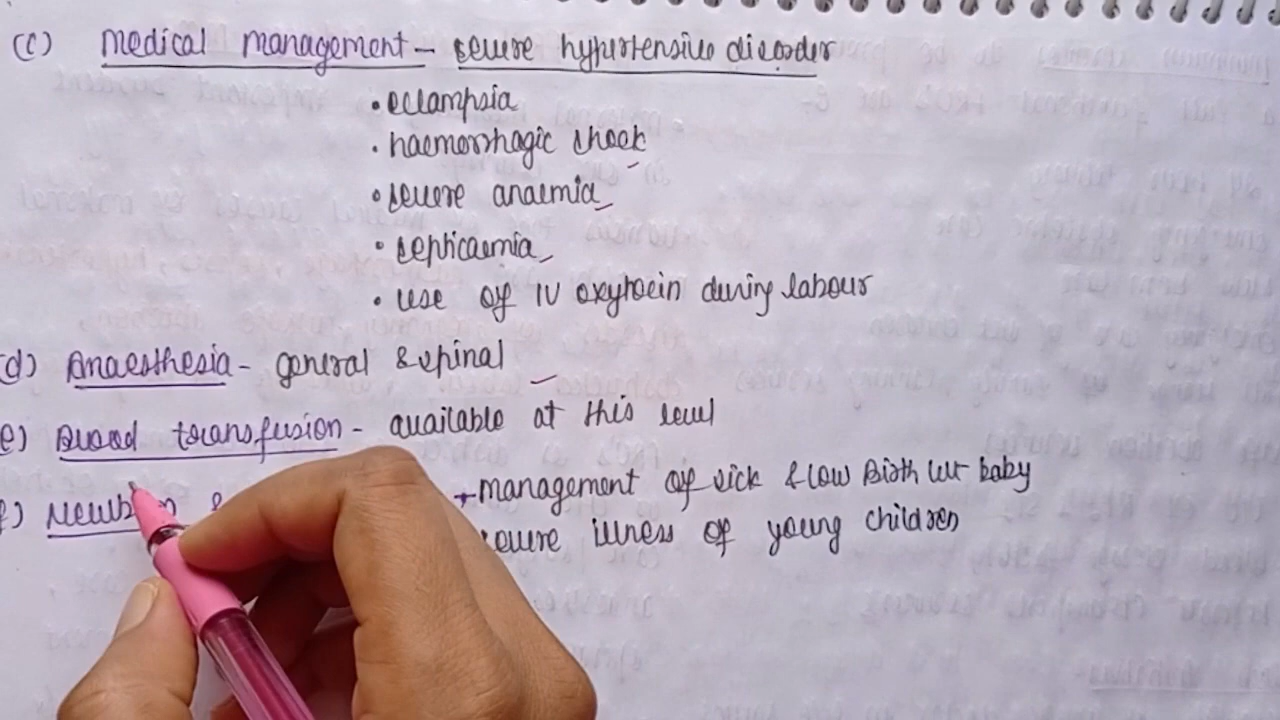 (c) Medical management - severe hypertensive disorder
• eclampsia
• haemorrhagic shock
• severe anaemia
• septicaemia
• use of IV oxytocin during labour
(d) Anaesthesia - general & spinal
e) Blood transfusion - available at this level
f) Newborn & management of sick & low Birth wt baby
severe illness of young children